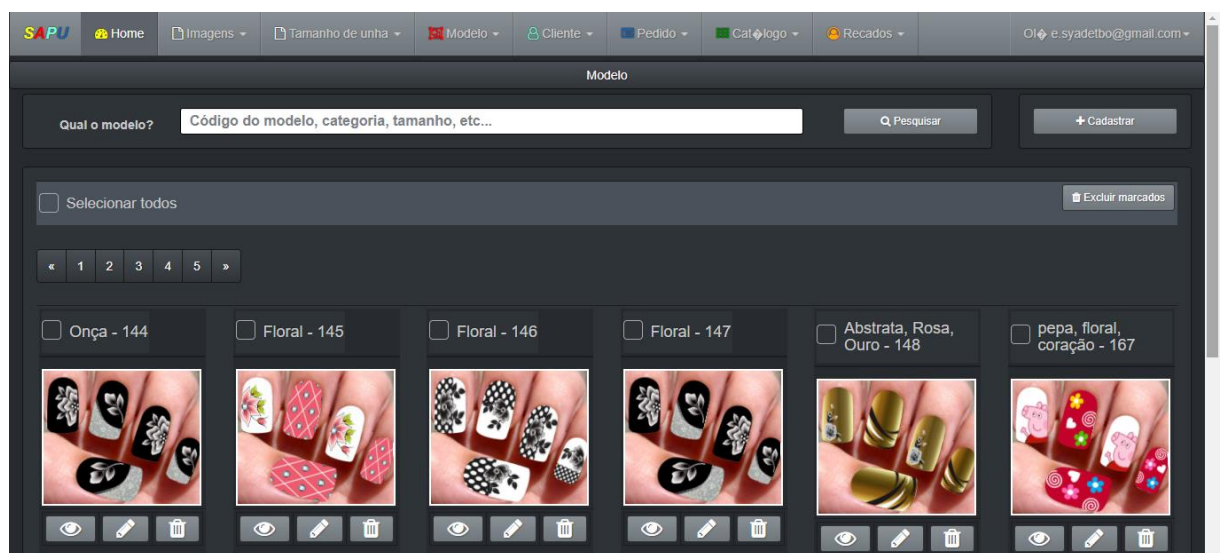 SAPU Home Imagens Tamanho de unha Modelo Cliente Pedido Cat�logo Recados Ol� e.syadetbo@gmail.com
Modelo
Qual o modelo? Código do modelo, categoria, tamanho, etc... Pesquisar + Cadastrar
Selecionar todos Excluir marcados
« 1 2 3 4 5 »
Onça - 144 Floral - 145 Floral - 146 Floral - 147 Abstrata, Rosa, pepa, floral,
Ouro - 148 coração - 167